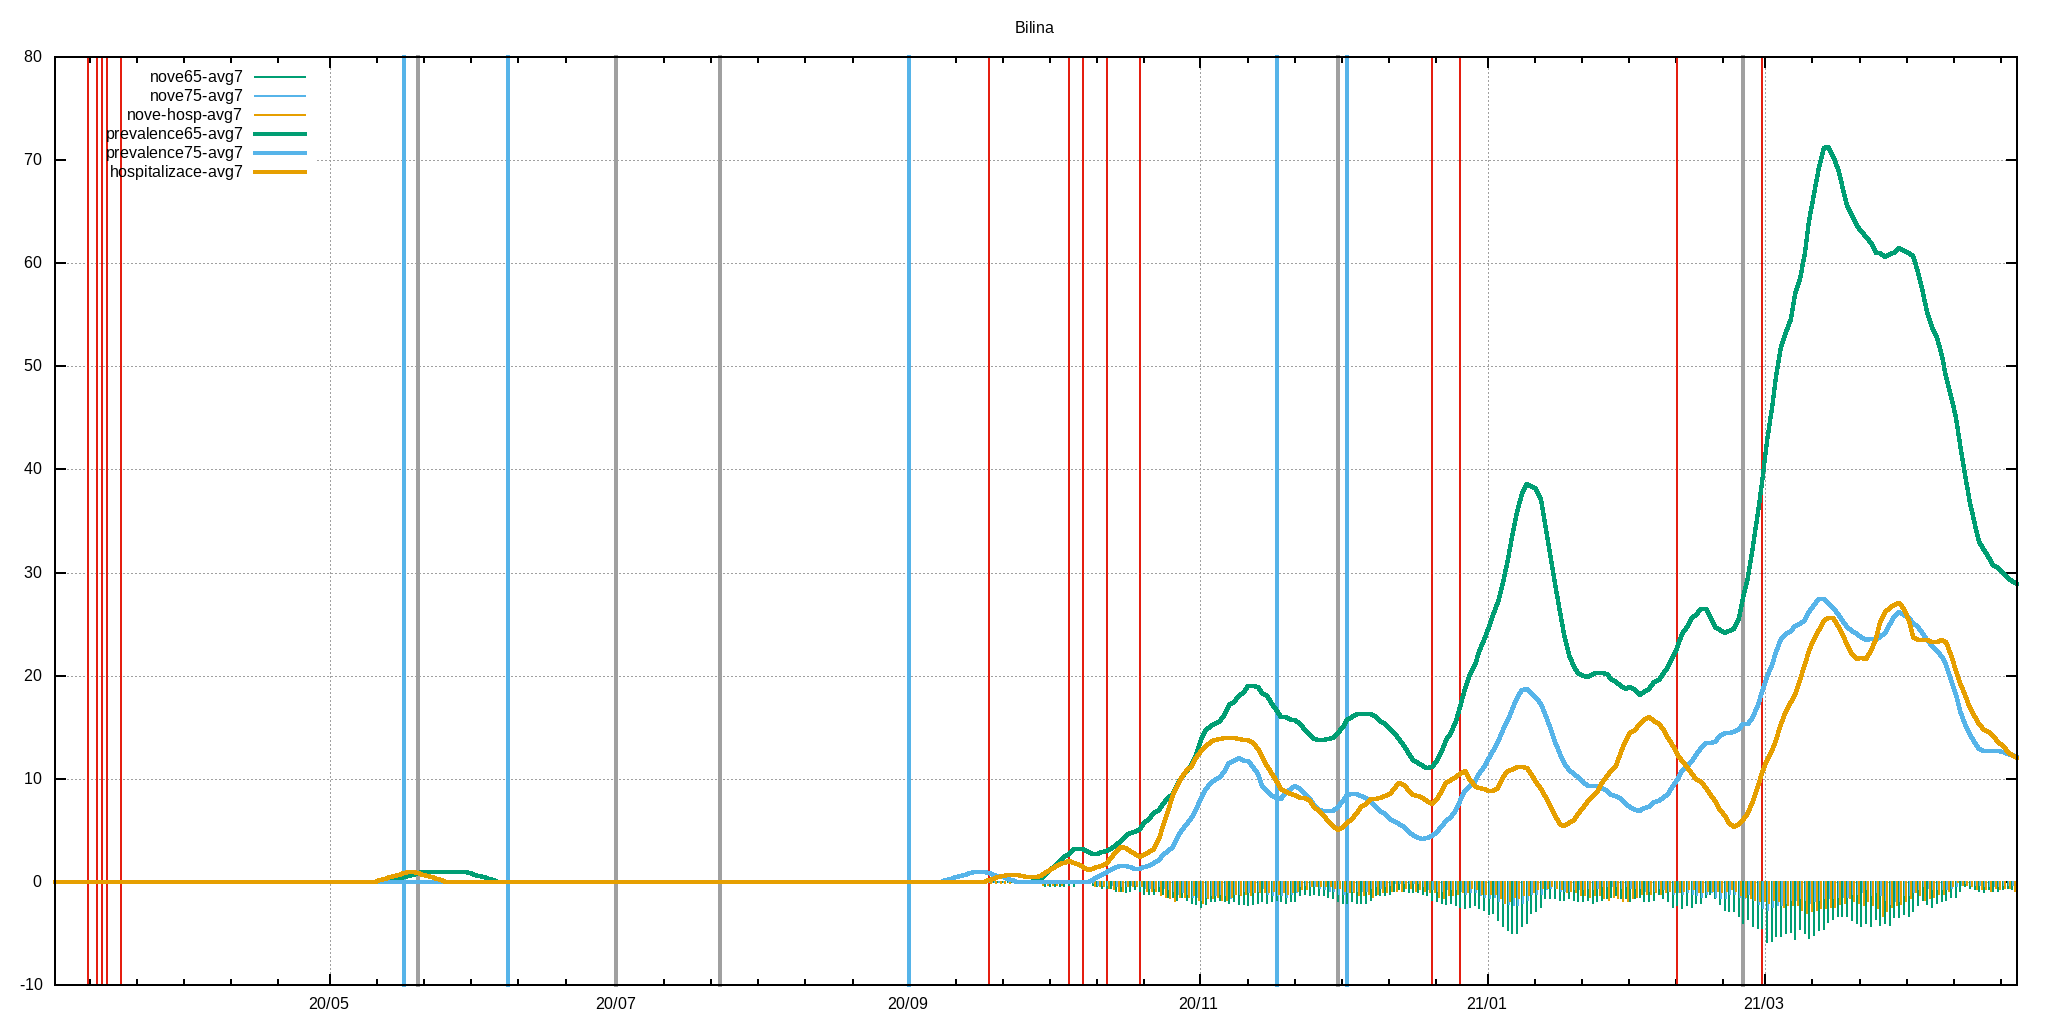 Bilina
80
70
60
50
40
30
20
10
0
-10
nove65-avg7
nove75-avg7
nove-hosp-avg7
prevalence65-avg7
prevalence75-avg7
hospitalizace-avg7
20/05
20/07
20/09
20/11
21/01
21/03